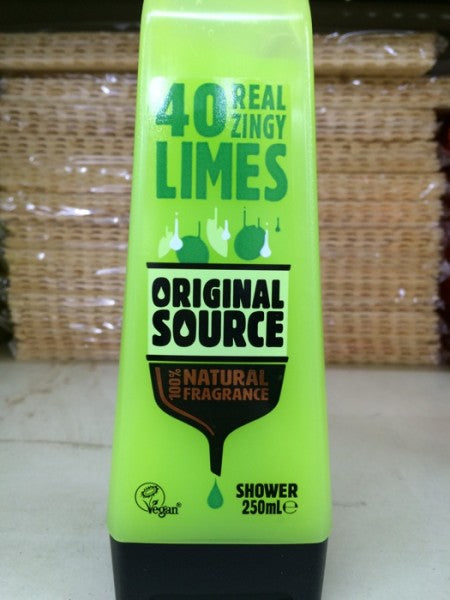 40 REAL
ZINGY
LIMES
ORIGINAL
SOURCE
100% NATURAL
FRAGRANCE
Vegan®
SHOWER
250ML℮